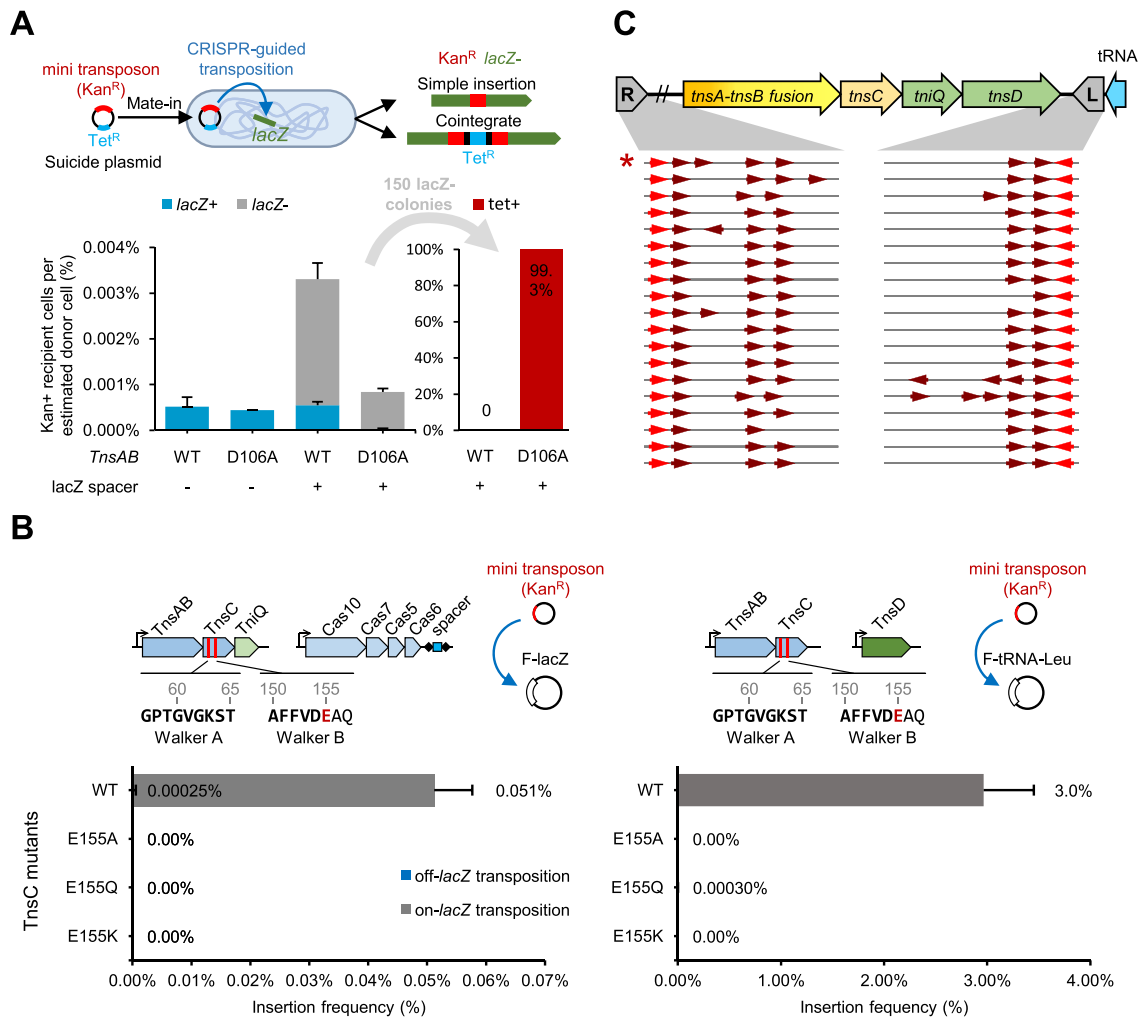 A
CRISPR-guided
transposition
mini transposon
(KanR)
Mate-in
TetR
Suicide plasmid
lacZ
KanR lacZ-
Simple insertion
Cointegrate
TetR
150 lacZ-
colonies
lacZ+ lacZ- tet+
Kan+ recipient cells per
estimated donor cell (%)
0.004%
0.003%
0.002%
0.001%
0.000%
100%
80%
60%
40%
20%
0%
99.
3%
0
TnsAB WT D106A WT D106A WT D106A
lacZ spacer - - + + + +
C
tRNA
R // tnsA-tnsB fusion tnsC tniQ tnsD L
*
B
TnsAB TnsC TniQ Cas10 Cas7 Cas5 Cas6 spacer
mini transposon
(KanR)
F-lacZ
60 65 150 155
GPTGVGKST AFFVDEAQ
Walker A Walker B
TnsC mutants
WT 0.00025% 0.051%
E155A 0.00%
E155Q 0.00%
E155K 0.00%
off-lacZ transposition
on-lacZ transposition
0.00% 0.01% 0.02% 0.03% 0.04% 0.05% 0.06% 0.07%
Insertion frequency (%)
TnsAB TnsC TnsD
mini transposon
(KanR)
F-tRNA-Leu
60 65 150 155
GPTGVGKST AFFVDEAQ
Walker A Walker B
WT 3.0%
E155A 0.00%
E155Q 0.00030%
E155K 0.00%
0.00% 1.00% 2.00% 3.00% 4.00%
Insertion fequency (%)